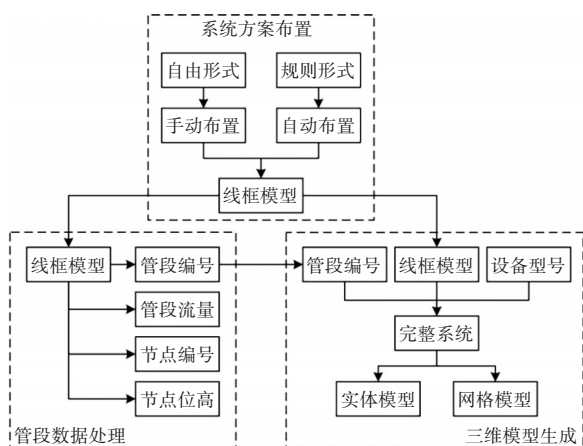 系统方案布置
自由形式
规则形式
手动布置
自动布置
线框模型
线框模型
管段编号
管段流量
节点编号
节点位高
管段数据处理
管段编号
线框模型
设备型号
完整系统
实体模型
网格模型
三维模型生成